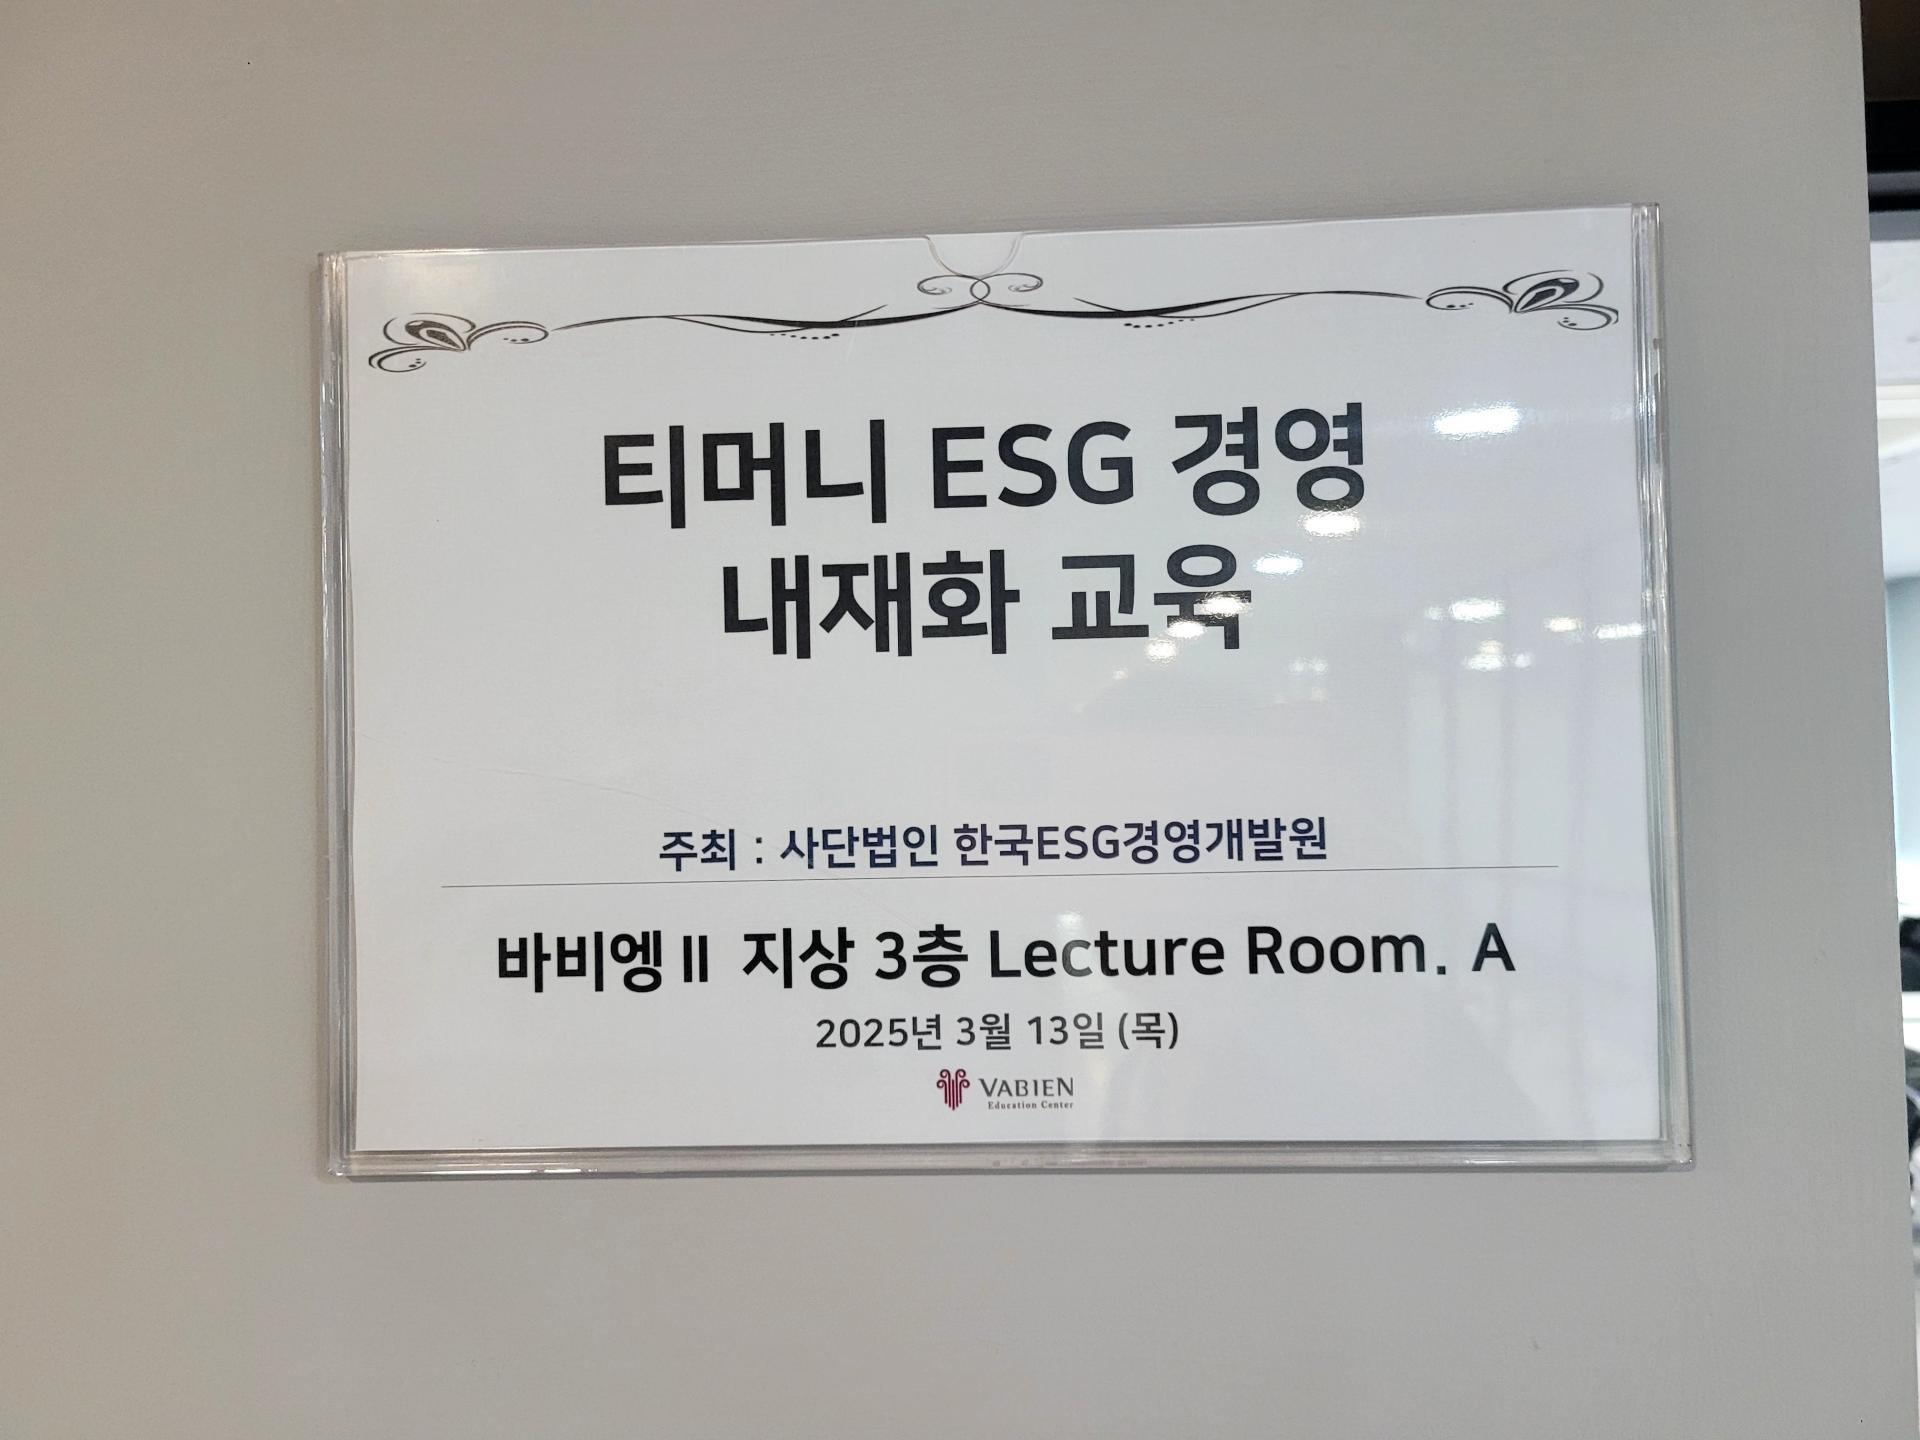 티머니 ESG 경영
내재화 교육
주최 : 사단법인 한국ESG경영개발원
바비엥Ⅱ 지상 3층 Lecture Room. A
2025년 3월 13일 (목)
VABIEN
Education Center